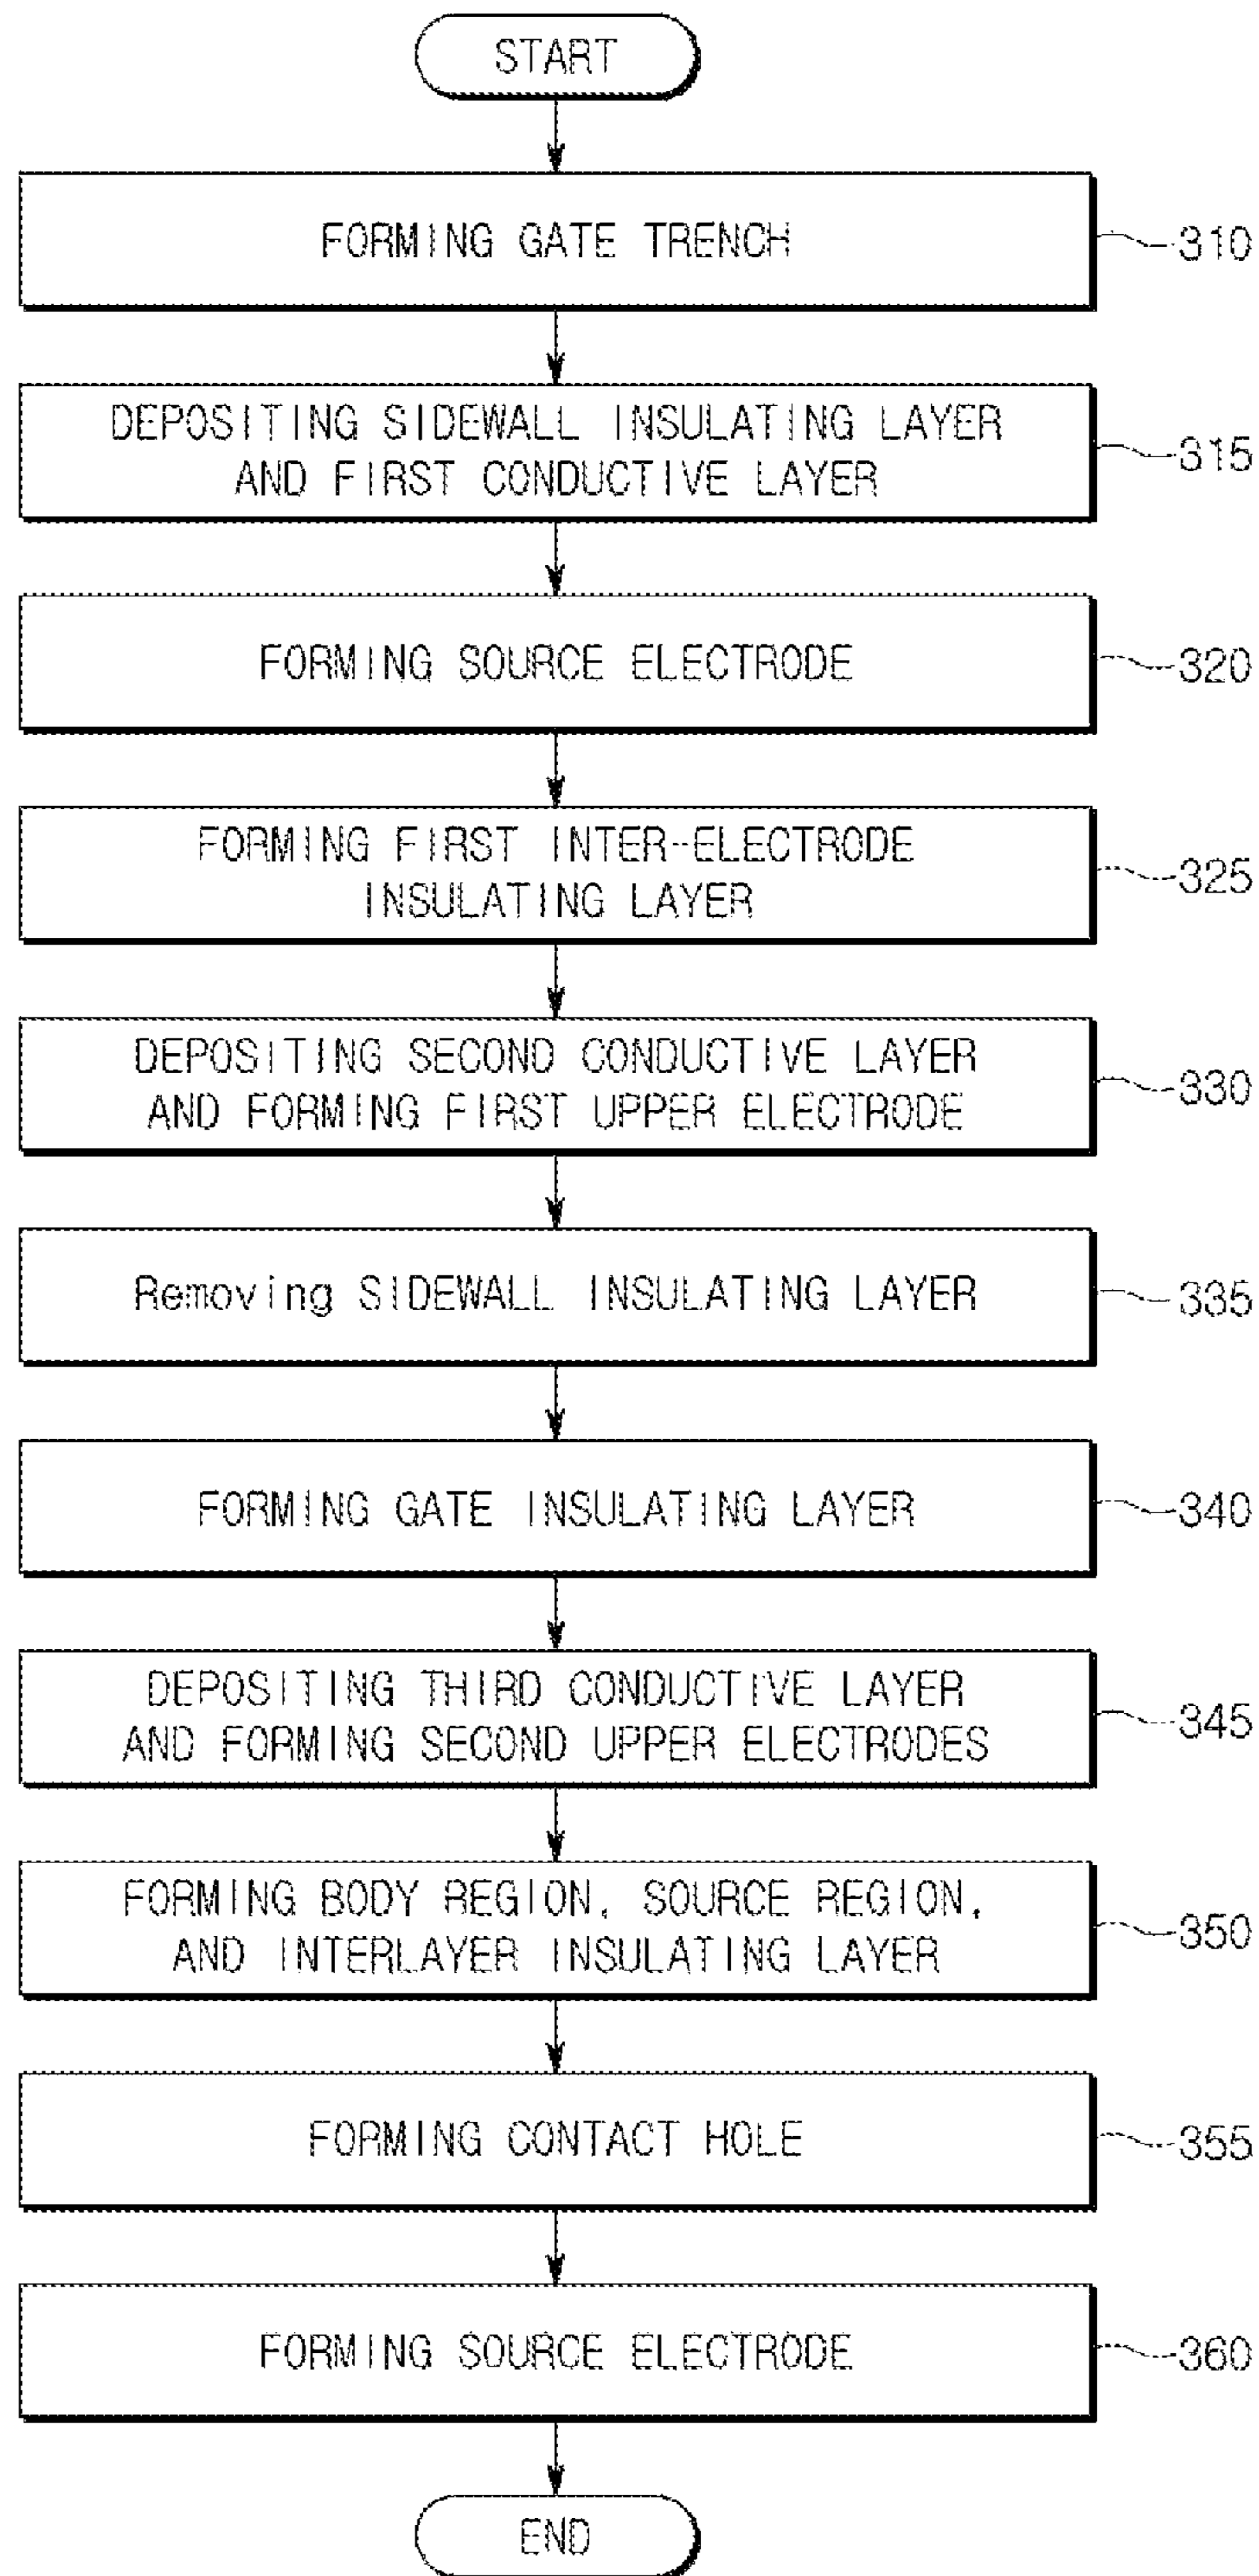 START
FORMING GATE TRENCH
310
DEPOSITING SIDEWALL INSULATING LAYER
AND FIRST CONDUCTIVE LAYER
315
FORMING SOURCE ELECTRODE
320
FORMING FIRST INTER-ELECTRODE
INSULATING LAYER
325
DEPOSITING SECOND CONDUCTIVE LAYER
AND FORMING FIRST UPPER ELECTRODE
330
Removing SIDEWALL INSULATING LAYER
335
FORMING GATE INSULATING LAYER
340
DEPOSITING THIRD CONDUCTIVE LAYER
AND FORMING SECOND UPPER ELECTRODES
345
FORMING BODY REGION, SOURCE REGION,
AND INTERLAYER INSULATING LAYER
350
FORMING CONTACT HOLE
355
FORMING SOURCE ELECTRODE
360
END